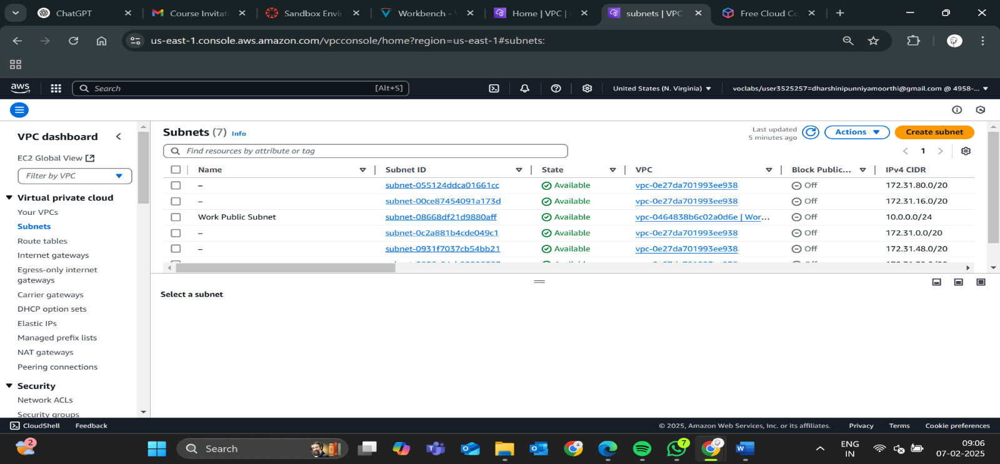 ChatGPT
Course Invitat
Sandbox Envir
Workbench - V
Home | VPC |
subnets | VPC
Free Cloud Co
us-east-1.console.aws.amazon.com/vpcconsole/home?region=us-east-1#subnets:
aws
Search
[Alt+S]
United States (N. Virginia)
voclabs/user3525257=dharshinipunniyamoorthi@gmail.com @ 4958-...
VPC dashboard
EC2 Global View
Filter by VPC
Virtual private cloud
Your VPCs
Subnets
Route tables
Internet gateways
Egress-only internet
gateways
Carrier gateways
DHCP option sets
Elastic IPs
Managed prefix lists
NAT gateways
Peering connections
Security
Network ACLs
Security groups
Subnets (7) Info
Last updated
5 minutes ago
Actions
Create subnet
Find resources by attribute or tag
1
Name Subnet ID State VPC Block Public... IPv4 CIDR
– subnet-055124ddca01661cc Available vpc-0e27da701993ee938 Off 172.31.80.0/20
– subnet-00ce87454091a173d Available vpc-0e27da701993ee938 Off 172.31.16.0/20
Work Public Subnet subnet-08668df21d9880aff Available vpc-0464838b6c02a0d6e | Wor... Off 10.0.0.0/24
– subnet-0c2a881b4cde049c1 Available vpc-0e27da701993ee938 Off 172.31.0.0/20
– subnet-0931f7037cb54bb21 Available vpc-0e27da701993ee938 Off 172.31.48.0/20
Select a subnet
CloudShell
Feedback
© 2025, Amazon Web Services, Inc. or its affiliates.
Privacy
Terms
Cookie preferences
2
Search
7
ENG
IN
09:06
07-02-2025